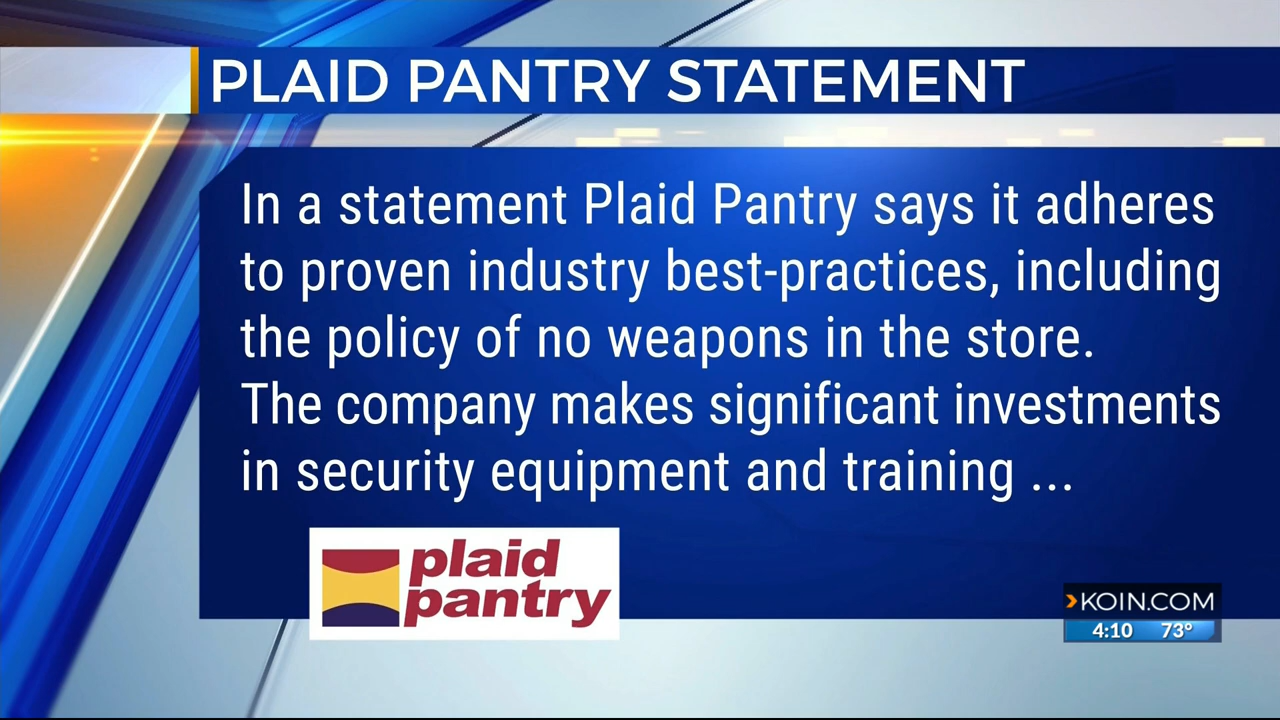 PLAID PANTRY STATEMENT
In a statement Plaid Pantry says it adheres
to proven industry best-practices, including
the policy of no weapons in the store.
The company makes significant investments
in security equipment and training ...
plaid
pantry
KOIN.COM
4:10 73°